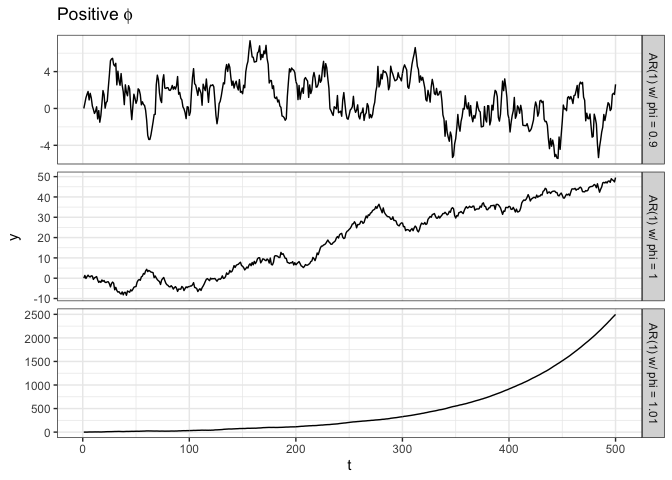 Positive ϕ
4
0
-4
AR(1) w/ phi = 0.9
50
40
30
20
10
0
-10
AR(1) w/ phi = 1
y
2500
2000
1500
1000
500
0
AR(1) w/ phi = 1.01
0 100 200 300 400 500
t